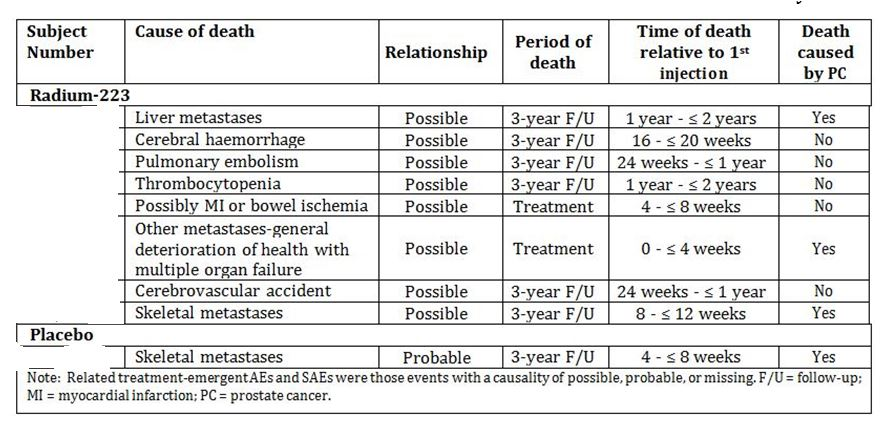 Subject Number Cause of death Relationship Period of death Time of death relative to 1st injection Death caused by PC
Radium-223
Liver metastases Possible 3-year F/U 1 year - ≤ 2 years Yes
Cerebral haemorrhage Possible 3-year F/U 16 - ≤ 20 weeks No
Pulmonary embolism Possible 3-year F/U 24 weeks - ≤ 1 year No
Thrombocytopenia Possible 3-year F/U 1 year - ≤ 2 years No
Possibly MI or bowel ischemia Possible Treatment 4 - ≤ 8 weeks No
Other metastases-general deterioration of health with multiple organ failure Possible Treatment 0 - ≤ 4 weeks Yes
Cerebrovascular accident Possible 3-year F/U 24 weeks - ≤ 1 year No
Skeletal metastases Possible 3-year F/U 8 - ≤ 12 weeks Yes
Placebo
Skeletal metastases Probable 3-year F/U 4 - ≤ 8 weeks Yes
Note: Related treatment-emergent AEs and SAEs were those events with a causality of possible, probable, or missing. F/U = follow-up;
MI = myocardial infarction; PC = prostate cancer.